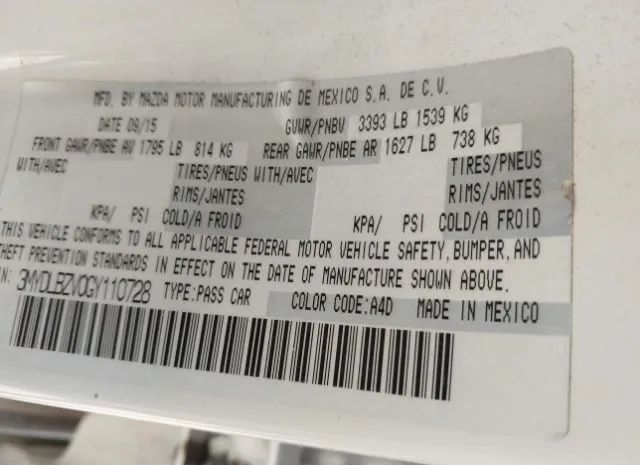 MFD. BY MAZDA MOTOR MANUFACTURING DE MEXICO S.A. DE C.V.
DATE 09/15 GVWR/PNBV 3393 LB 1539 KG
FRONT GAWR/PNBE AV 1795 LB 814 KG REAR GAWR/PNBE AR 1627 LB 738 KG
WITH/AVEC TIRES/PNEUS WITH/AVEC TIRES/PNEUS
RIMS/JANTES RIMS/JANTES
KPA/ PSI COLD/A FROID KPA/ PSI COLD/A FROID
THIS VEHICLE CONFORMS TO ALL APPLICABLE FEDERAL MOTOR VEHICLE SAFETY, BUMPER, AND
THEFT PREVENTION STANDARDS IN EFFECT ON THE DATE OF MANUFACTURE SHOWN ABOVE.
3MYDLBZV0GY110728 TYPE:PASS CAR COLOR CODE:A4D MADE IN MEXICO